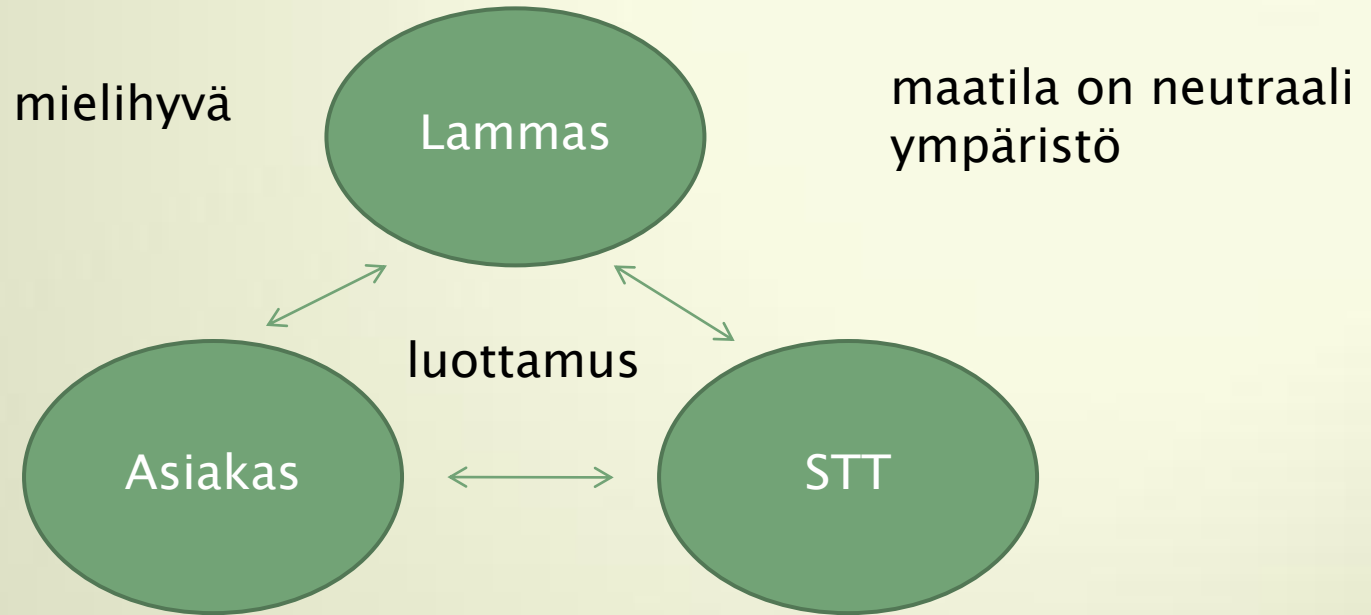 mielihyvä
Lammas
maatila on neutraali
ympäristö
luottamus
Asiakas
STT